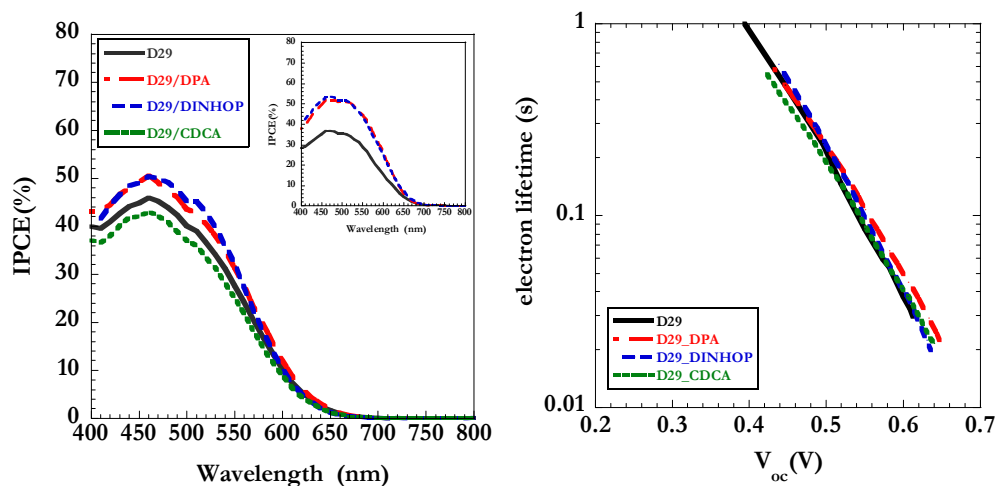 80
70
60
50
40
30
20
10
0
IPCE(%)
400 450 500 550 600 650 700 750 800
Wavelength (nm)
D29
D29/DPA
D29/DINHOP
D29/CDCA
80
70
60
50
40
30
20
10
0
IPCE(%)
400 450 500 550 600 650 700 750 800
Wavelength (nm)
1
0.1
0.01
electron lifetime (s)
0.2 0.3 0.4 0.5 0.6 0.7
V_oc(V)
D29
D29_DPA
D29_DINHOP
D29_CDCA